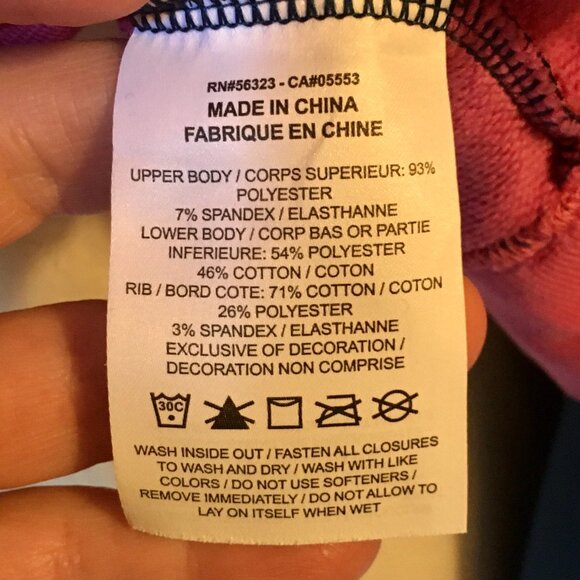 RN#56323 - CA#05553
MADE IN CHINA
FABRIQUE EN CHINE
UPPER BODY / CORPS SUPERIEUR: 93%
POLYESTER
7% SPANDEX / ELASTHANNE
LOWER BODY / CORP BAS OR PARTIE
INFERIEURE: 54% POLYESTER
46% COTTON / COTON
RIB / BORD COTE: 71% COTTON / COTON
26% POLYESTER
3% SPANDEX / ELASTHANNE
EXCLUSIVE OF DECORATION /
DECORATION NON COMPRISE
30C
WASH INSIDE OUT / FASTEN ALL CLOSURES
TO WASH AND DRY / WASH WITH LIKE
COLORS / DO NOT USE SOFTENERS /
REMOVE IMMEDIATELY / DO NOT ALLOW TO
LAY ON ITSELF WHEN WET